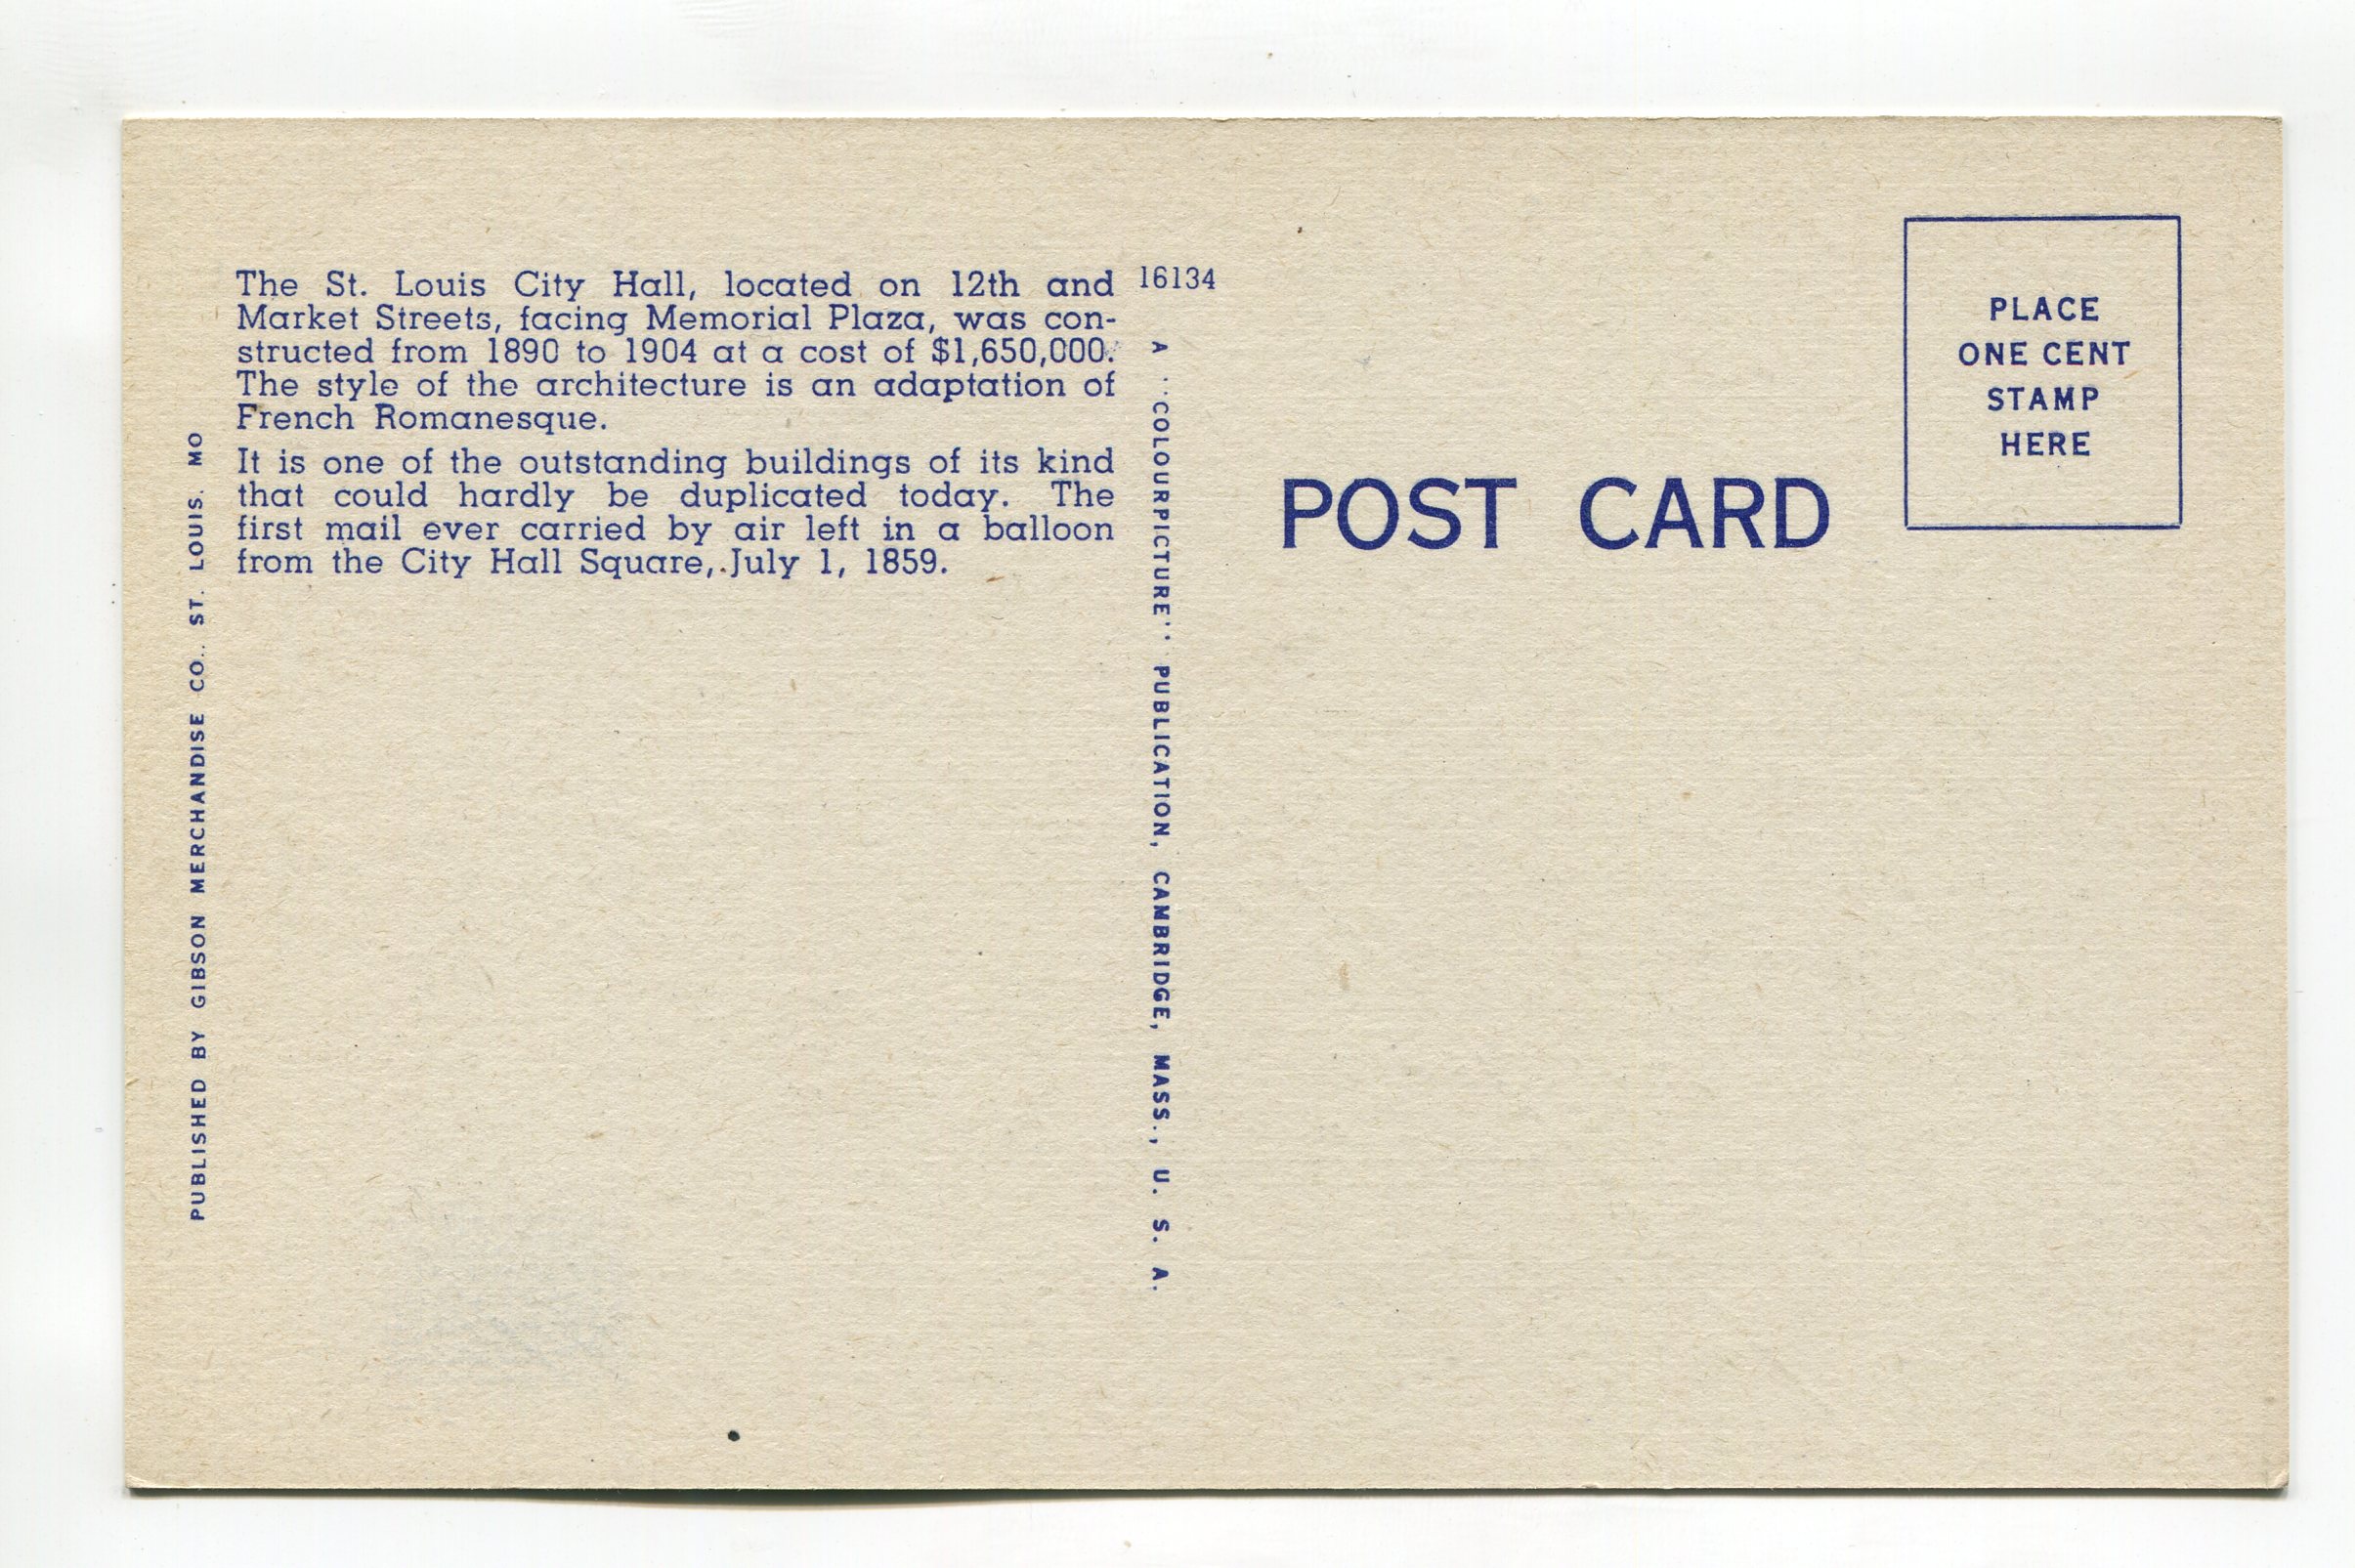 The St. Louis City Hall, located on 12th and
Market Streets, facing Memorial Plaza, was con-
structed from 1890 to 1904 at a cost of $1,650,000.
The style of the architecture is an adaptation of
French Romanesque.
It is one of the outstanding buildings of its kind
that could hardly be duplicated today. The
first mail ever carried by air left in a balloon
from the City Hall Square, July 1, 1859.
PUBLISHED BY GIBSON MERCHANDISE CO., ST. LOUIS. MO
16134
A "COLOURPICTURE" PUBLICATION, CAMBRIDGE, MASS., U. S. A.
POST CARD
PLACE
ONE CENT
STAMP
HERE